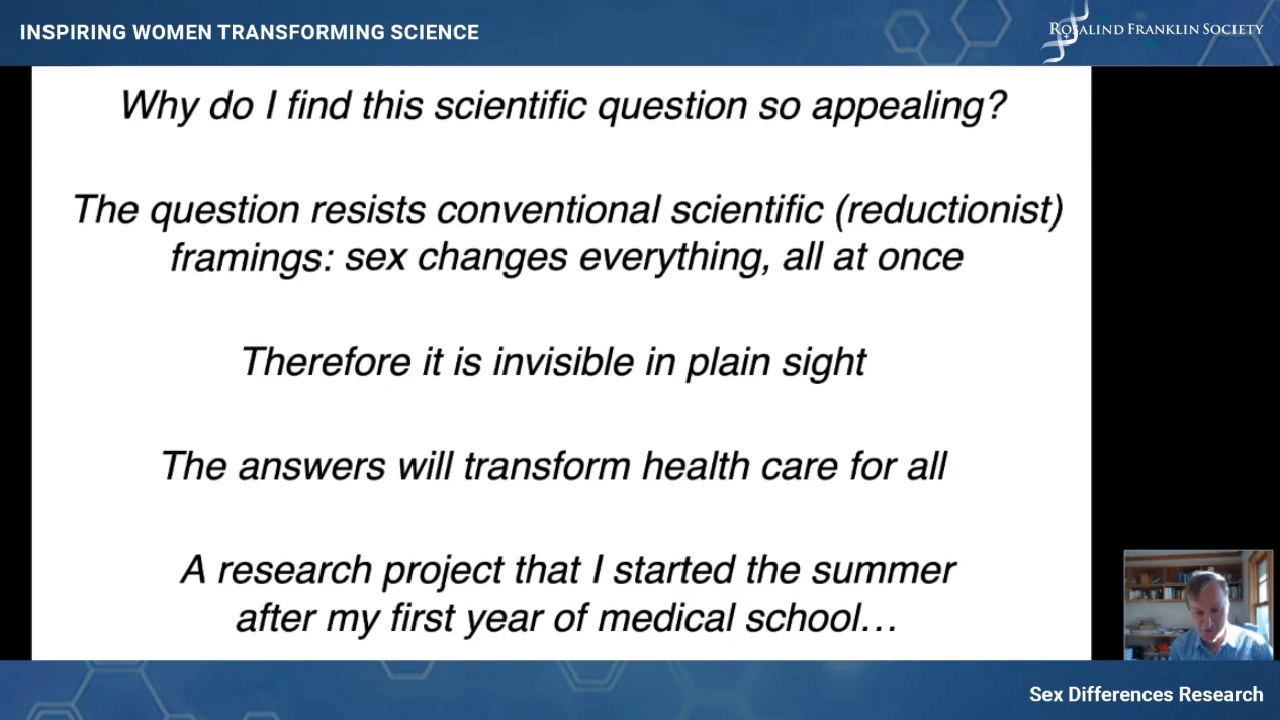 INSPIRING WOMEN TRANSFORMING SCIENCE
ROSALIND FRANKLIN SOCIETY
Why do I find this scientific question so appealing?
The question resists conventional scientific (reductionist)
framings: sex changes everything, all at once
Therefore it is invisible in plain sight
The answers will transform health care for all
A research project that I started the summer
after my first year of medical school…
Sex Differences Research